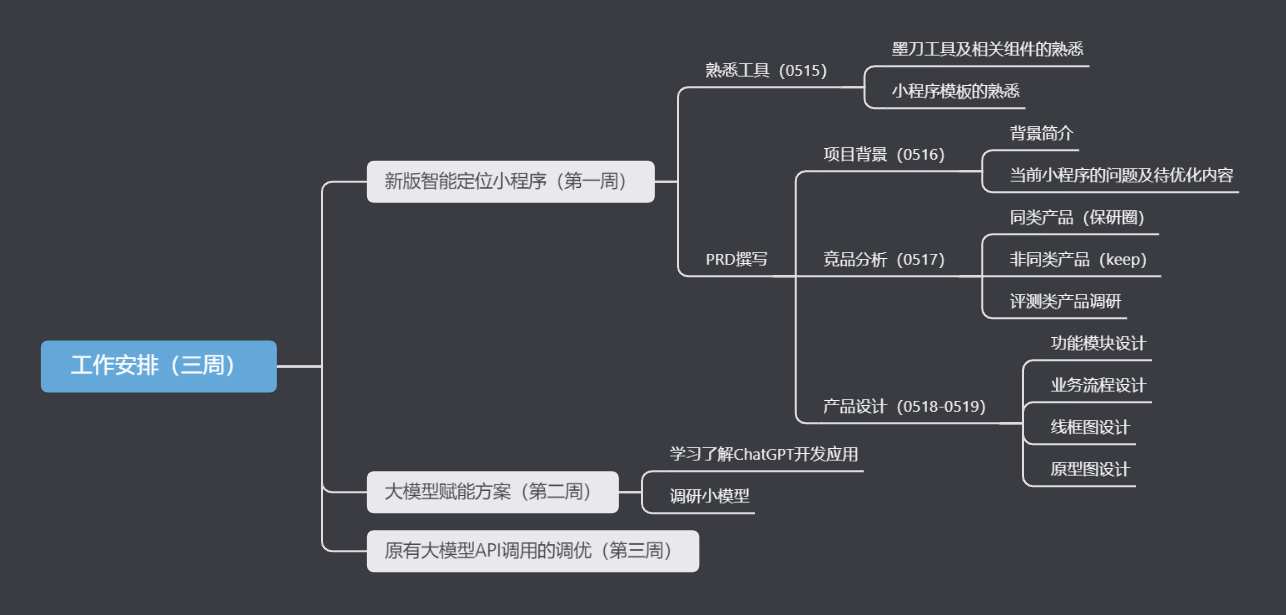 工作安排（三周）
新版智能定位小程序（第一周）
熟悉工具（0515）
墨刀工具及相关组件的熟悉
小程序模板的熟悉
PRD撰写
项目背景（0516）
背景简介
当前小程序的问题及待优化内容
竞品分析（0517）
同类产品（保研圈）
非同类产品（keep）
评测类产品调研
产品设计（0518-0519）
功能模块设计
业务流程设计
线框图设计
原型图设计
大模型赋能方案（第二周）
学习了解ChatGPT开发应用
调研小模型
原有大模型API调用的调优（第三周）